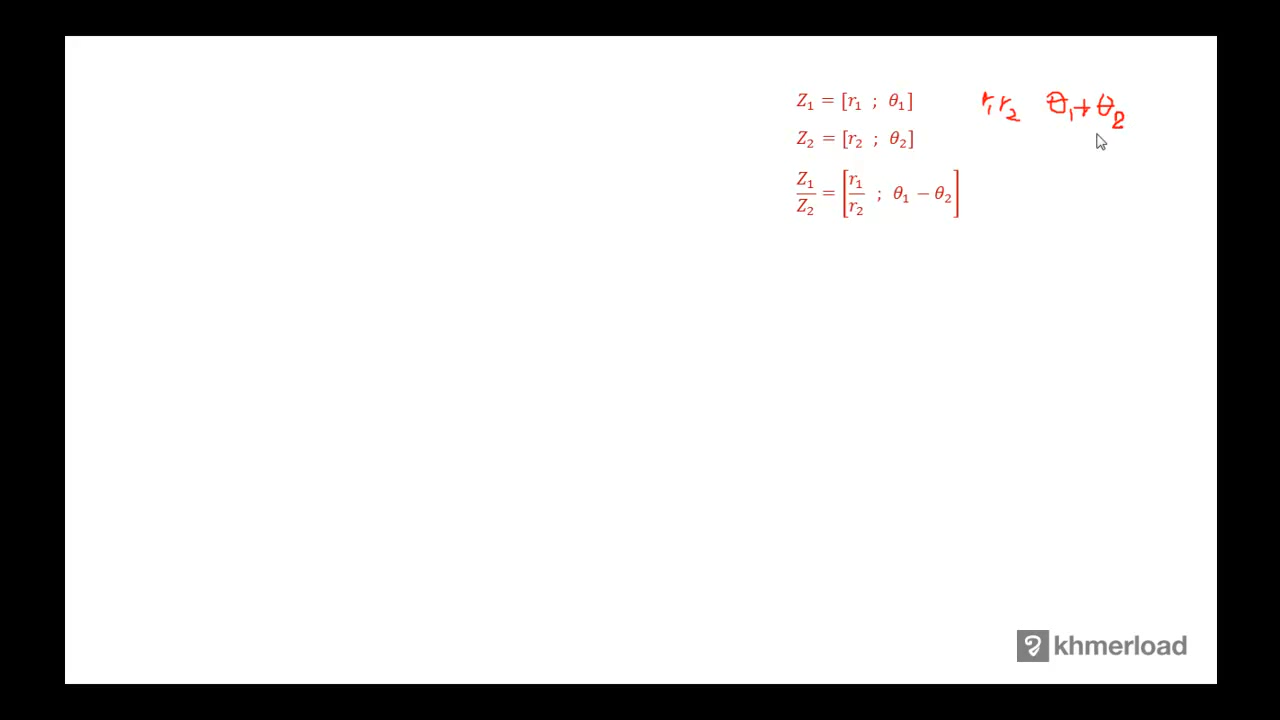 Z₁ = [r₁ ; θ₁] r₁r₂ θ₁+θ₂
Z₂ = [r₂ ; θ₂]
Z₁/Z₂ = [r₁/r₂ ; θ₁ − θ₂]
khmerload